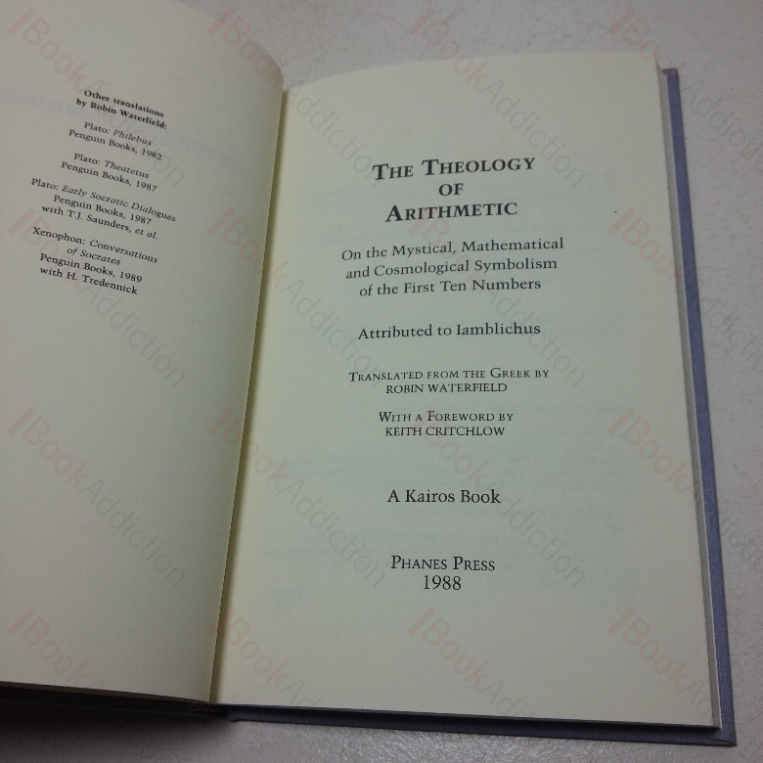 Other translations
by Robin Waterfield:
Plato: Philebus
Penguin Books, 1982
Plato: Theatetus
Penguin Books, 1987
Plato: Early Socratic Dialogues
Penguin Books, 1987
with T.J. Saunders, et al.
Xenophon: Conversations
of Socrates
Penguin Books, 1989
with H. Tredennick
THE THEOLOGY
OF
ARITHMETIC
On the Mystical, Mathematical
and Cosmological Symbolism
of the First Ten Numbers
Attributed to Iamblichus
TRANSLATED FROM THE GREEK BY
ROBIN WATERFIELD
WITH A FOREWORD BY
KEITH CRITCHLOW
A Kairos Book
PHANES PRESS
1988
BookAddiction